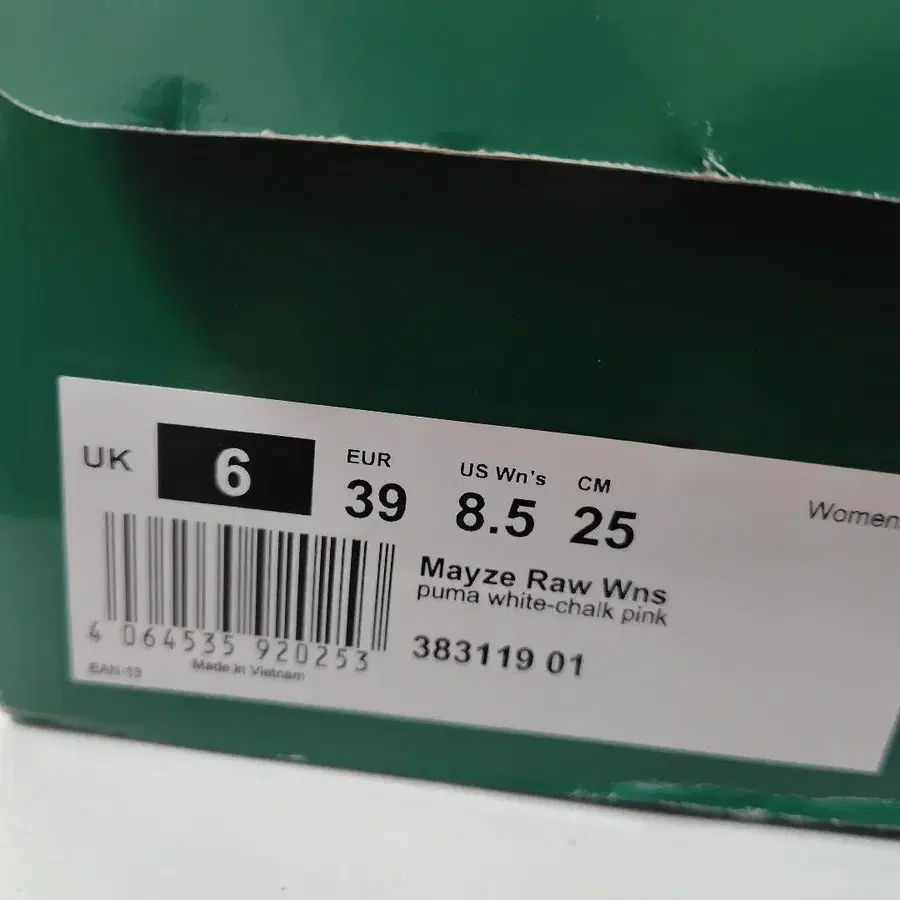 UK 6 EUR 39 US Wn's 8.5 CM 25
Women
Mayze Raw Wns
puma white-chalk pink
383119 01
4 064535 920253
EAN-13 Made in Vietnam